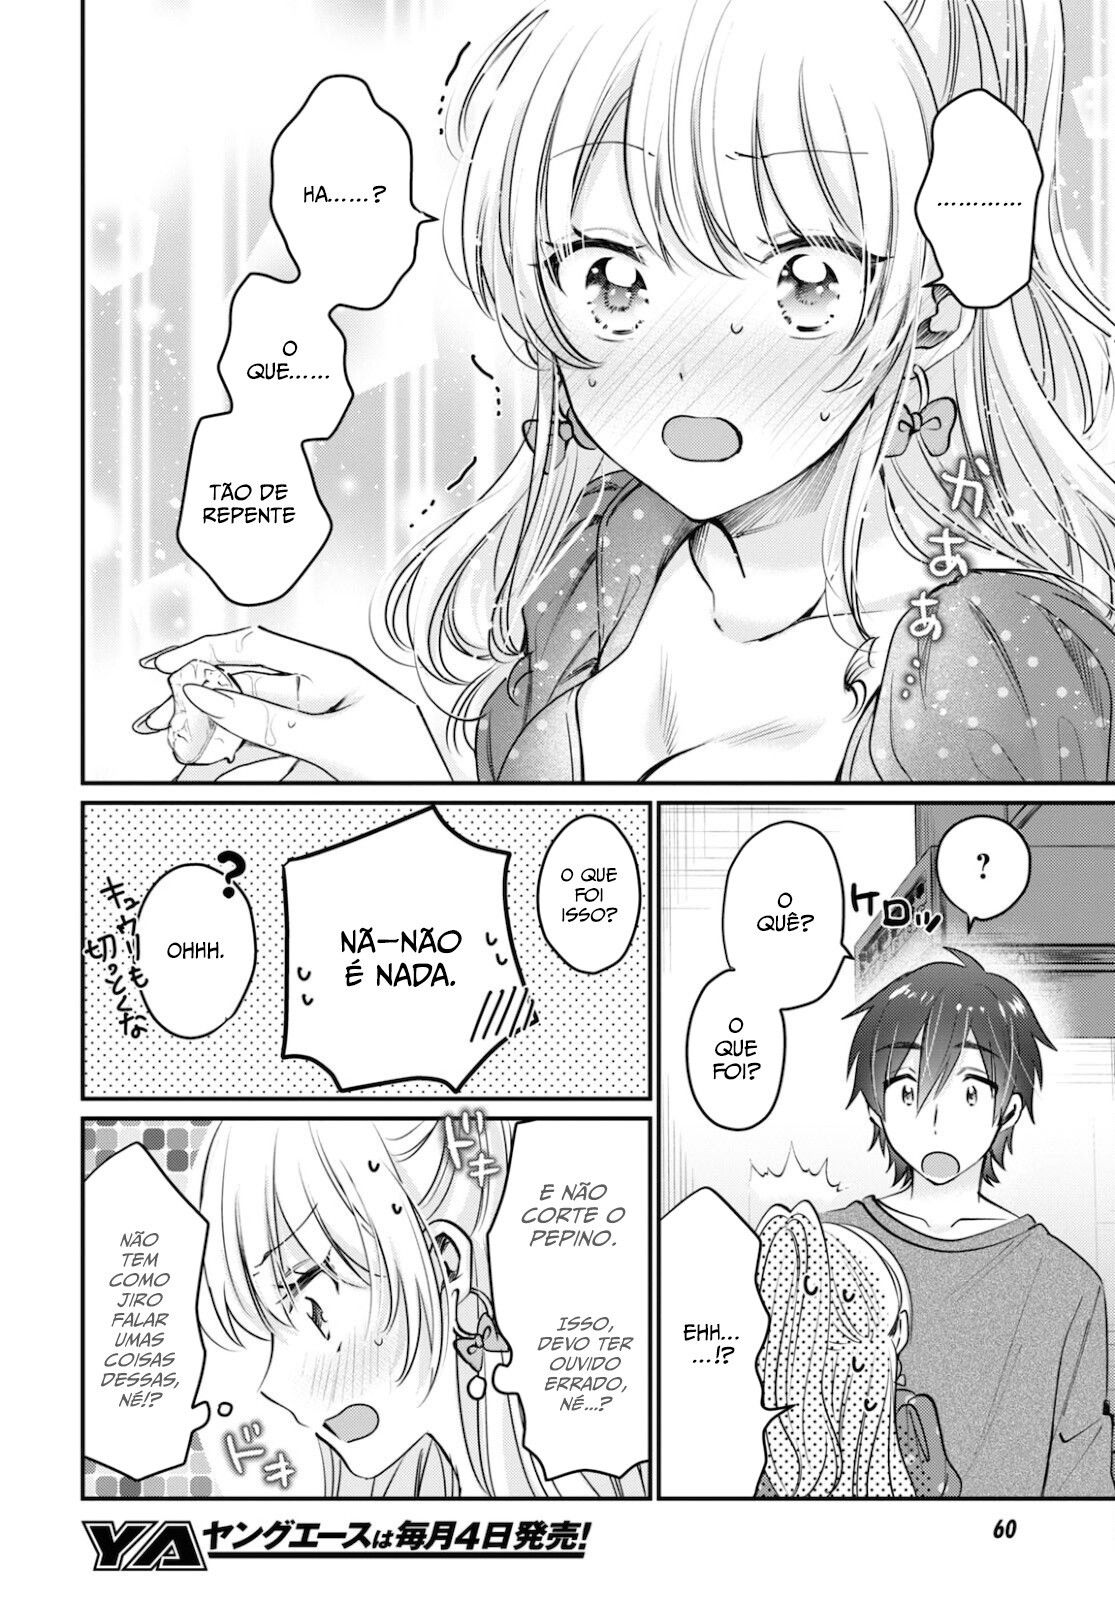 …………
HA……?
O
QUE……
TÃO DE
REPENTE
かあぁ…
?
ケロッ
O
QUÊ?
O
QUE
FOI?
EHH…
…!?
O QUE
FOI
ISSO?
NÃ—NÃO
É NADA.
?
OHHH.
キュウリも
切っとくな
ドキ
E NÃO
CORTE O
PEPINO.
ISSO,
DEVO TER
OUVIDO
ERRADO,
NÉ...?
NÃO
TEM
COMO
JIRO
FALAR
UMAS
COISAS
DESSAS,
NÉ!?
ドキ
YA ヤングエースは毎月4日発売!
60